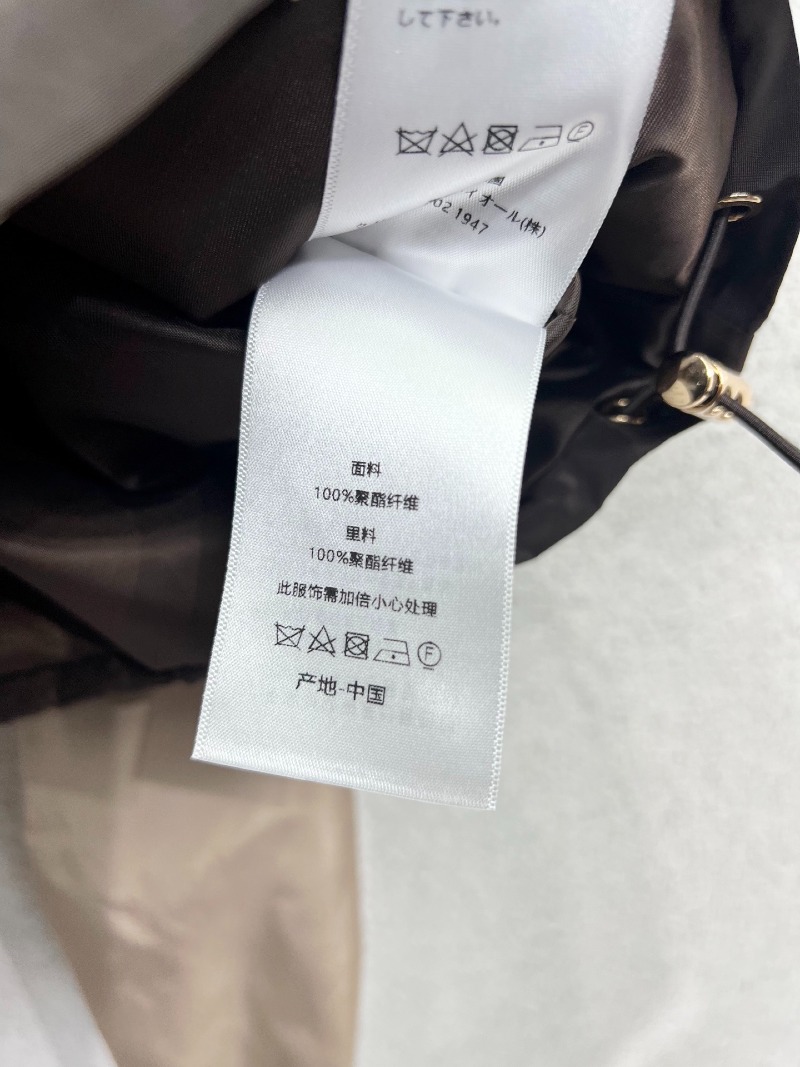 して下さい。
F
国
ィオール(株)
02 1947
面料
100%聚酯纤维
里料
100%聚酯纤维
此服饰需加倍小心处理
F
产地-中国